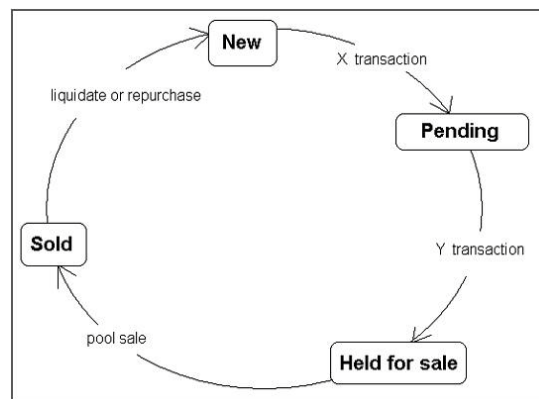 New
X transaction
liquidate or repurchase
Pending
Sold
Y transaction
pool sale
Held for sale